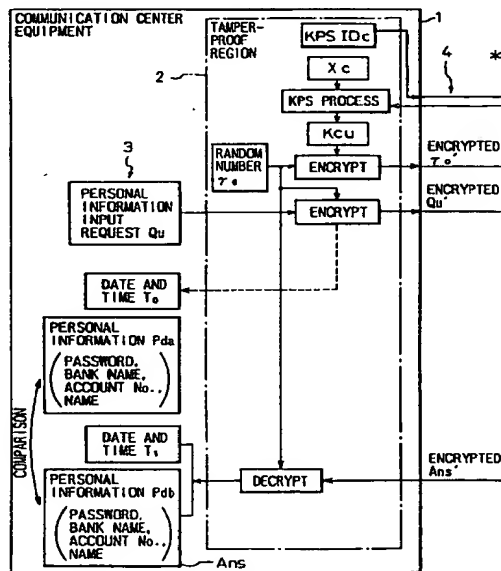 COMMUNICATION CENTER
EQUIPMENT
1
TAMPER-
PROOF
REGION
2
KPS IDc
4
*
Xc
KPS PROCESS
Kcu
3
RANDOM
NUMBER
γo
ENCRYPT
ENCRYPTED
γo′
PERSONAL
INFORMATION
INPUT
REQUEST Qu
ENCRYPT
ENCRYPTED
Qu′
DATE AND
TIME To
PERSONAL
INFORMATION Pda
(PASSWORD,
BANK NAME,
ACCOUNT No.,
NAME)
COMPARISON
DATE AND
TIME T₁
PERSONAL
INFORMATION Pdb
(PASSWORD,
BANK NAME,
ACCOUNT No.,
NAME)
DECRYPT
ENCRYPTED
Ans′
Ans